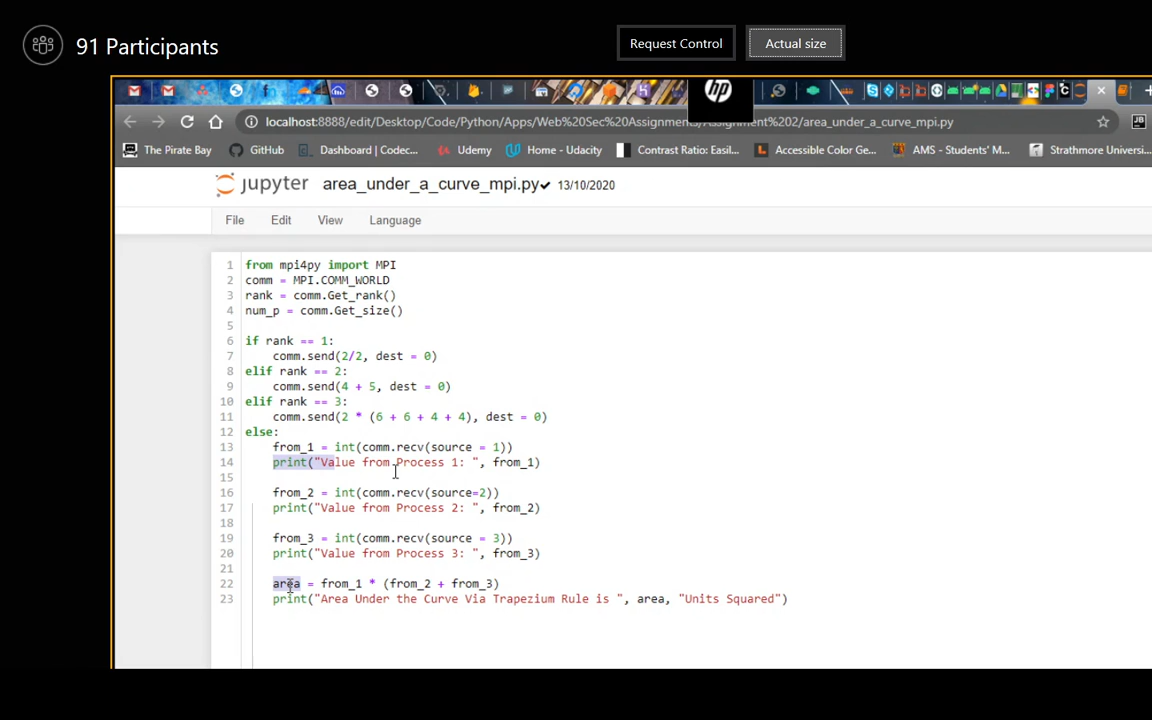 91 Participants
Request Control
Actual size
hp
localhost:8888/edit/Desktop/Code/Python/Apps/Web%20Sec%20Assignments/Assignment%202/area_under_a_curve_mpi.py
The Pirate Bay
GitHub
Dashboard | Codec...
Udemy
Home - Udacity
Contrast Ratio: Easil...
Accessible Color Ge...
AMS - Students' M...
Strathmore Universi...
jupyter area_under_a_curve_mpi.py✔ 13/10/2020
File Edit View Language
1 from mpi4py import MPI
2 comm = MPI.COMM_WORLD
3 rank = comm.Get_rank()
4 num_p = comm.Get_size()
5
6 if rank == 1:
7 comm.send(2/2, dest = 0)
8 elif rank == 2:
9 comm.send(4 + 5, dest = 0)
10 elif rank == 3:
11 comm.send(2 * (6 + 6 + 4 + 4), dest = 0)
12 else:
13 from_1 = int(comm.recv(source = 1))
14 print("Value from Process 1: ", from_1)
15
16 from_2 = int(comm.recv(source=2))
17 print("Value from Process 2: ", from_2)
18
19 from_3 = int(comm.recv(source = 3))
20 print("Value from Process 3: ", from_3)
21
22 area = from_1 * (from_2 + from_3)
23 print("Area Under the Curve Via Trapezium Rule is ", area, "Units Squared")